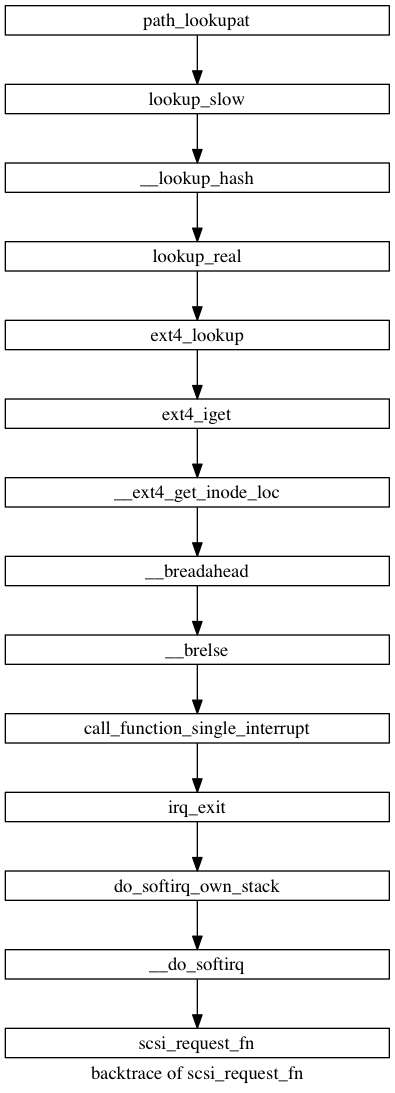 path_lookupat
lookup_slow
__lookup_hash
lookup_real
ext4_lookup
ext4_iget
__ext4_get_inode_loc
__breadahead
__brelse
call_function_single_interrupt
irq_exit
do_softirq_own_stack
__do_softirq
scsi_request_fn
backtrace of scsi_request_fn